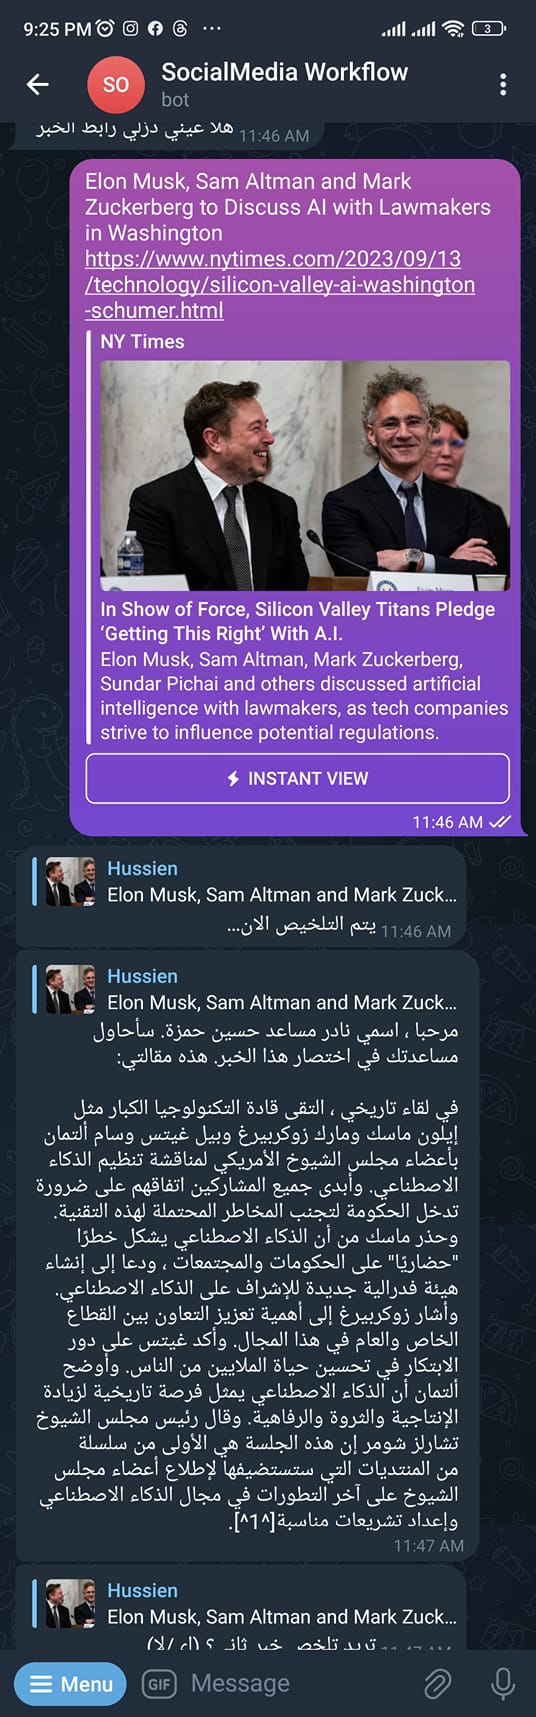 9:25 PM
3
SO
SocialMedia Workflow
bot
هلا عيني دزلي رابط الخبر
11:46 AM
Elon Musk, Sam Altman and Mark
Zuckerberg to Discuss AI with Lawmakers
in Washington
https://www.nytimes.com/2023/09/13
/technology/silicon-valley-ai-washington
-schumer.html
NY Times
In Show of Force, Silicon Valley Titans Pledge
‘Getting This Right’ With A.I.
Elon Musk, Sam Altman, Mark Zuckerberg,
Sundar Pichai and others discussed artificial
intelligence with lawmakers, as tech companies
strive to influence potential regulations.
INSTANT VIEW
11:46 AM
Hussien
Elon Musk, Sam Altman and Mark Zuck...
يتم التلخيص الان...
11:46 AM
Hussien
Elon Musk, Sam Altman and Mark Zuck...
مرحبا ، اسمي نادر مساعد حسين حمزة. سأحاول
مساعدتك في اختصار هذا الخبر. هذه مقالتي:
في لقاء تاريخي ، التقى قادة التكنولوجيا الكبار مثل
إيلون ماسك ومارك زوكربيرغ وبيل غيتس وسام ألتمان
بأعضاء مجلس الشيوخ الأمريكي لمناقشة تنظيم الذكاء
الاصطناعي. وأبدى جميع المشاركين اتفاقهم على ضرورة
تدخل الحكومة لتجنب المخاطر المحتملة لهذه التقنية.
وحذر ماسك من أن الذكاء الاصطناعي يشكل خطرًا
"حضاريًا" على الحكومات والمجتمعات ، ودعا إلى إنشاء
هيئة فدرالية جديدة للإشراف على الذكاء الاصطناعي.
وأشار زوكربيرغ إلى أهمية تعزيز التعاون بين القطاع
الخاص والعام في هذا المجال. وأكد غيتس على دور
الابتكار في تحسين حياة الملايين من الناس. وأوضح
ألتمان أن الذكاء الاصطناعي يمثل فرصة تاريخية لزيادة
الإنتاجية والثروة والرفاهية. وقال رئيس مجلس الشيوخ
تشارلز شومر إن هذه الجلسة هي الأولى من سلسلة
من المنتديات التي ستستضيفها لإطلاع أعضاء مجلس
الشيوخ على آخر التطورات في مجال الذكاء الاصطناعي
وإعداد تشريعات مناسبة[^1^].
11:47 AM
Hussien
Elon Musk, Sam Altman and Mark Zuck...
تريد تلخص خبر ثاني؟ (اي /لا)
11:47 AM
Menu
GIF
Message